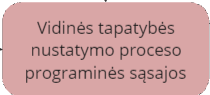 Vidinės tapatybės
nustatymo proceso
programinės sąsajos